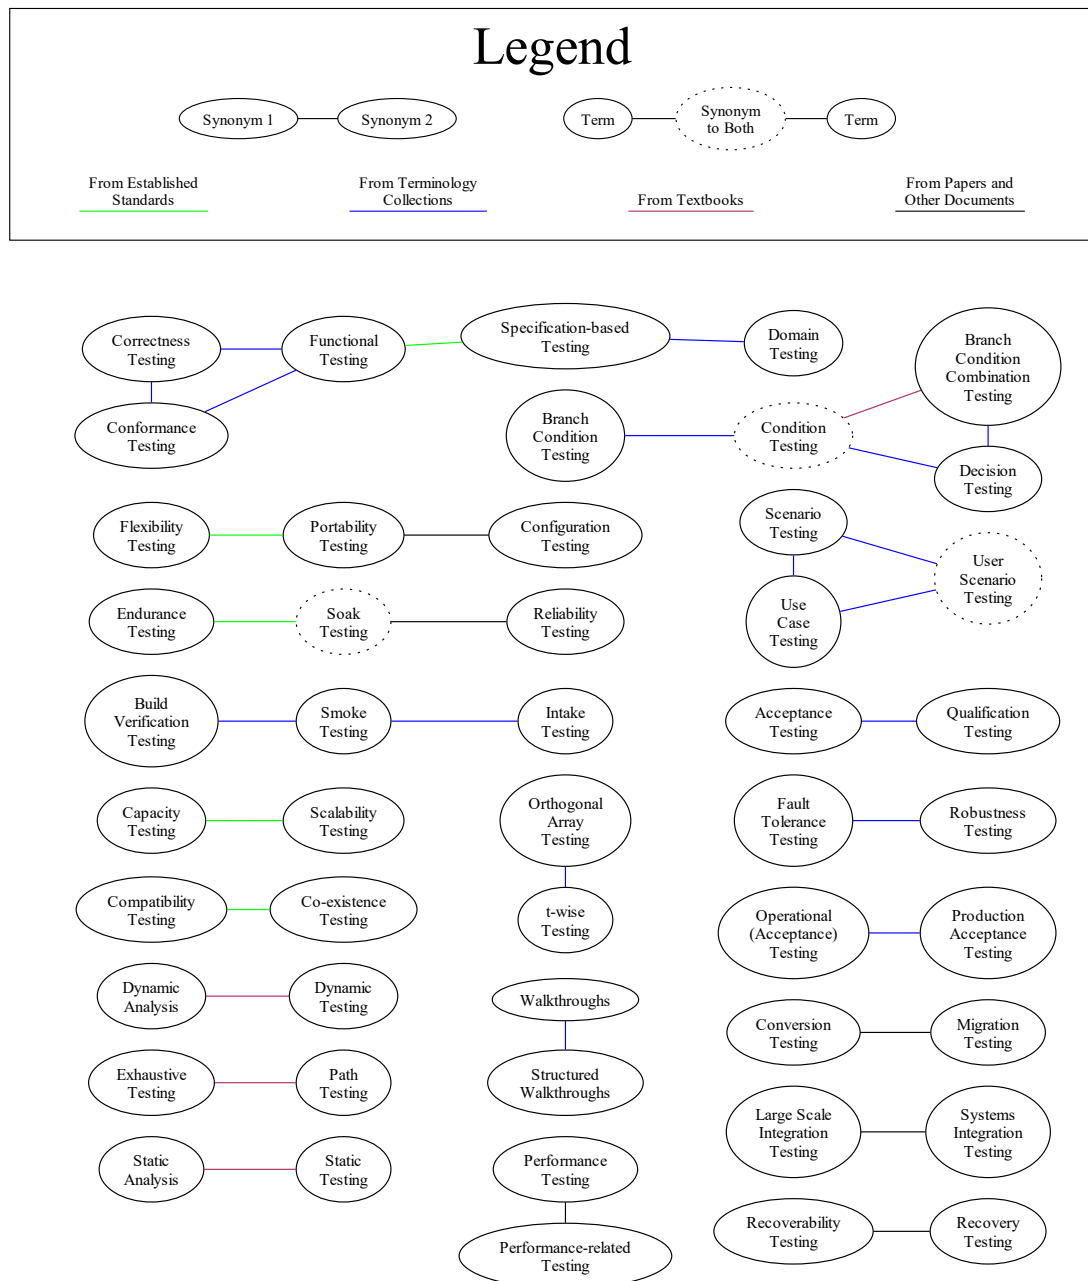 Legend
Synonym 1
Synonym 2
Term
Synonym
to Both
Term
From Established
Standards
From Terminology
Collections
From Textbooks
From Papers and
Other Documents
Correctness
Testing
Functional
Testing
Specification-based
Testing
Domain
Testing
Branch
Condition
Combination
Testing
Conformance
Testing
Branch
Condition
Testing
Condition
Testing
Decision
Testing
Flexibility
Testing
Portability
Testing
Configuration
Testing
Scenario
Testing
User
Scenario
Testing
Endurance
Testing
Soak
Testing
Reliability
Testing
Use
Case
Testing
Build
Verification
Testing
Smoke
Testing
Intake
Testing
Acceptance
Testing
Qualification
Testing
Capacity
Testing
Scalability
Testing
Orthogonal
Array
Testing
Fault
Tolerance
Testing
Robustness
Testing
Compatibility
Testing
Co-existence
Testing
t-wise
Testing
Operational
(Acceptance)
Testing
Production
Acceptance
Testing
Dynamic
Analysis
Dynamic
Testing
Walkthroughs
Conversion
Testing
Migration
Testing
Exhaustive
Testing
Path
Testing
Structured
Walkthroughs
Large Scale
Integration
Testing
Systems
Integration
Testing
Static
Analysis
Static
Testing
Performance
Testing
Recoverability
Testing
Recovery
Testing
Performance-related
Testing